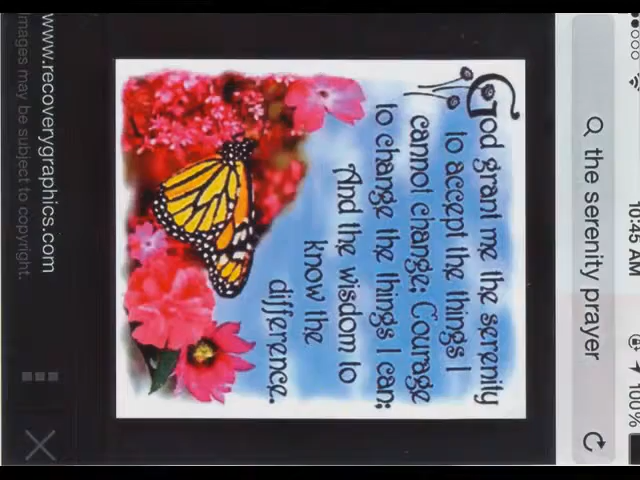 10:45 AM
100%
the serenity prayer
God grant me the serenity
to accept the things I
cannot change; Courage
to change the things I can;
And the wisdom to
know the
difference.
www.recoverygraphics.com
Images may be subject to copyright.